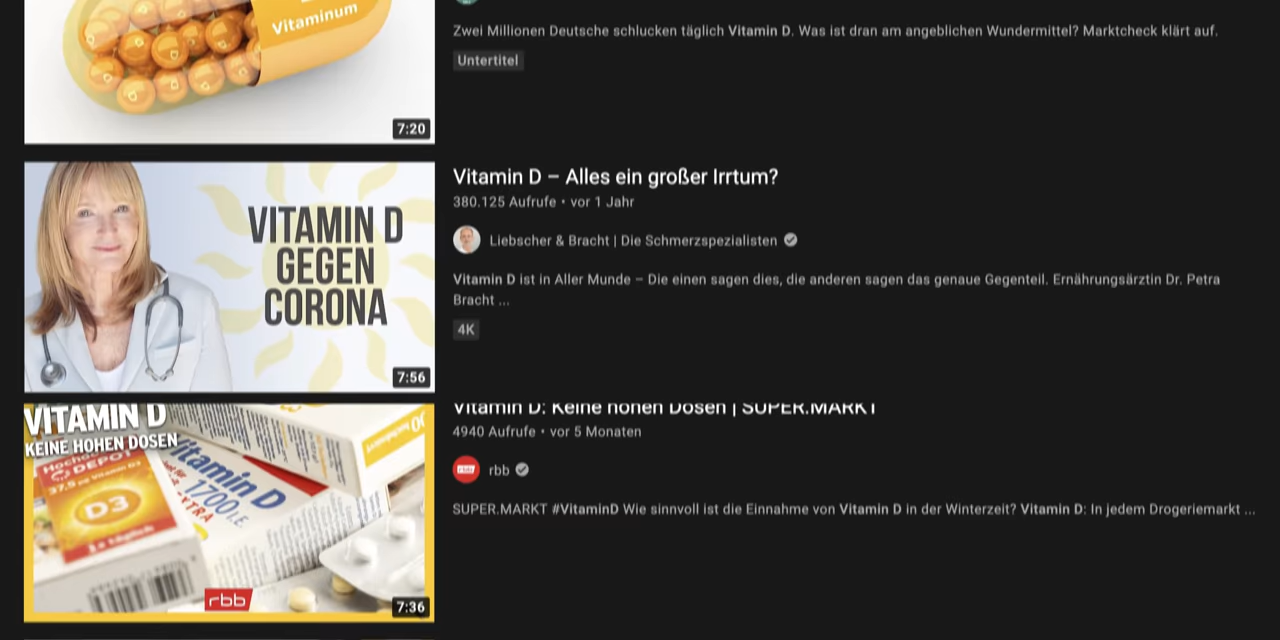 Vitaminum
7:20
Zwei Millionen Deutsche schlucken täglich Vitamin D. Was ist dran am angeblichen Wundermittel? Marktcheck klärt auf.
Untertitel
VITAMIN D
GEGEN
CORONA
7:56
Vitamin D – Alles ein großer Irrtum?
380.125 Aufrufe • vor 1 Jahr
Liebscher & Bracht | Die Schmerzspezialisten
Vitamin D ist in Aller Munde – Die einen sagen dies, die anderen sagen das genaue Gegenteil. Ernährungsärztin Dr. Petra
Bracht ...
4K
VITAMIN D
KEINE HOHEN DOSEN
DEPOT
D3
1 x täglich
Vitamin D
1700 I.E.
EXTRA
rbb
7:36
Vitamin D: Keine hohen Dosen | SUPER.MARKT
4940 Aufrufe • vor 5 Monaten
rbb
SUPER.MARKT #VitaminD Wie sinnvoll ist die Einnahme von Vitamin D in der Winterzeit? Vitamin D: In jedem Drogeriemarkt ...